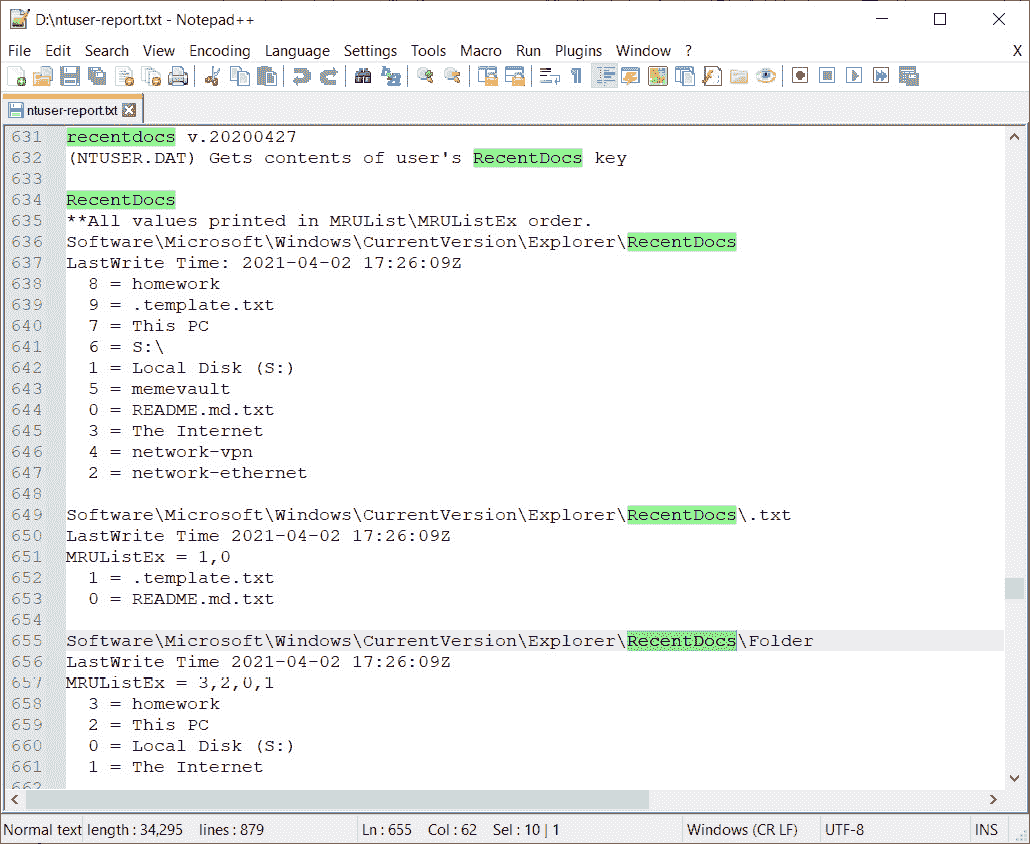 D:\ntuser-report.txt - Notepad++
File Edit Search View Encoding Language Settings Tools Macro Run Plugins Window ? X
ntuser-report.txt
631 recentdocs v.20200427
632 (NTUSER.DAT) Gets contents of user's RecentDocs key
633
634 RecentDocs
635 **All values printed in MRUList\MRUListEx order.
636 Software\Microsoft\Windows\CurrentVersion\Explorer\RecentDocs
637 LastWrite Time: 2021-04-02 17:26:09Z
638 8 = homework
639 9 = .template.txt
640 7 = This PC
641 6 = S:\
642 1 = Local Disk (S:)
643 5 = memevault
644 0 = README.md.txt
645 3 = The Internet
646 4 = network-vpn
647 2 = network-ethernet
648
649 Software\Microsoft\Windows\CurrentVersion\Explorer\RecentDocs\.txt
650 LastWrite Time 2021-04-02 17:26:09Z
651 MRUListEx = 1,0
652 1 = .template.txt
653 0 = README.md.txt
654
655 Software\Microsoft\Windows\CurrentVersion\Explorer\RecentDocs\Folder
656 LastWrite Time 2021-04-02 17:26:09Z
657 MRUListEx = 3,2,0,1
658 3 = homework
659 2 = This PC
660 0 = Local Disk (S:)
661 1 = The Internet
662
Normal text length : 34,295 lines : 879 Ln : 655 Col : 62 Sel : 10 | 1 Windows (CR LF) UTF-8 INS